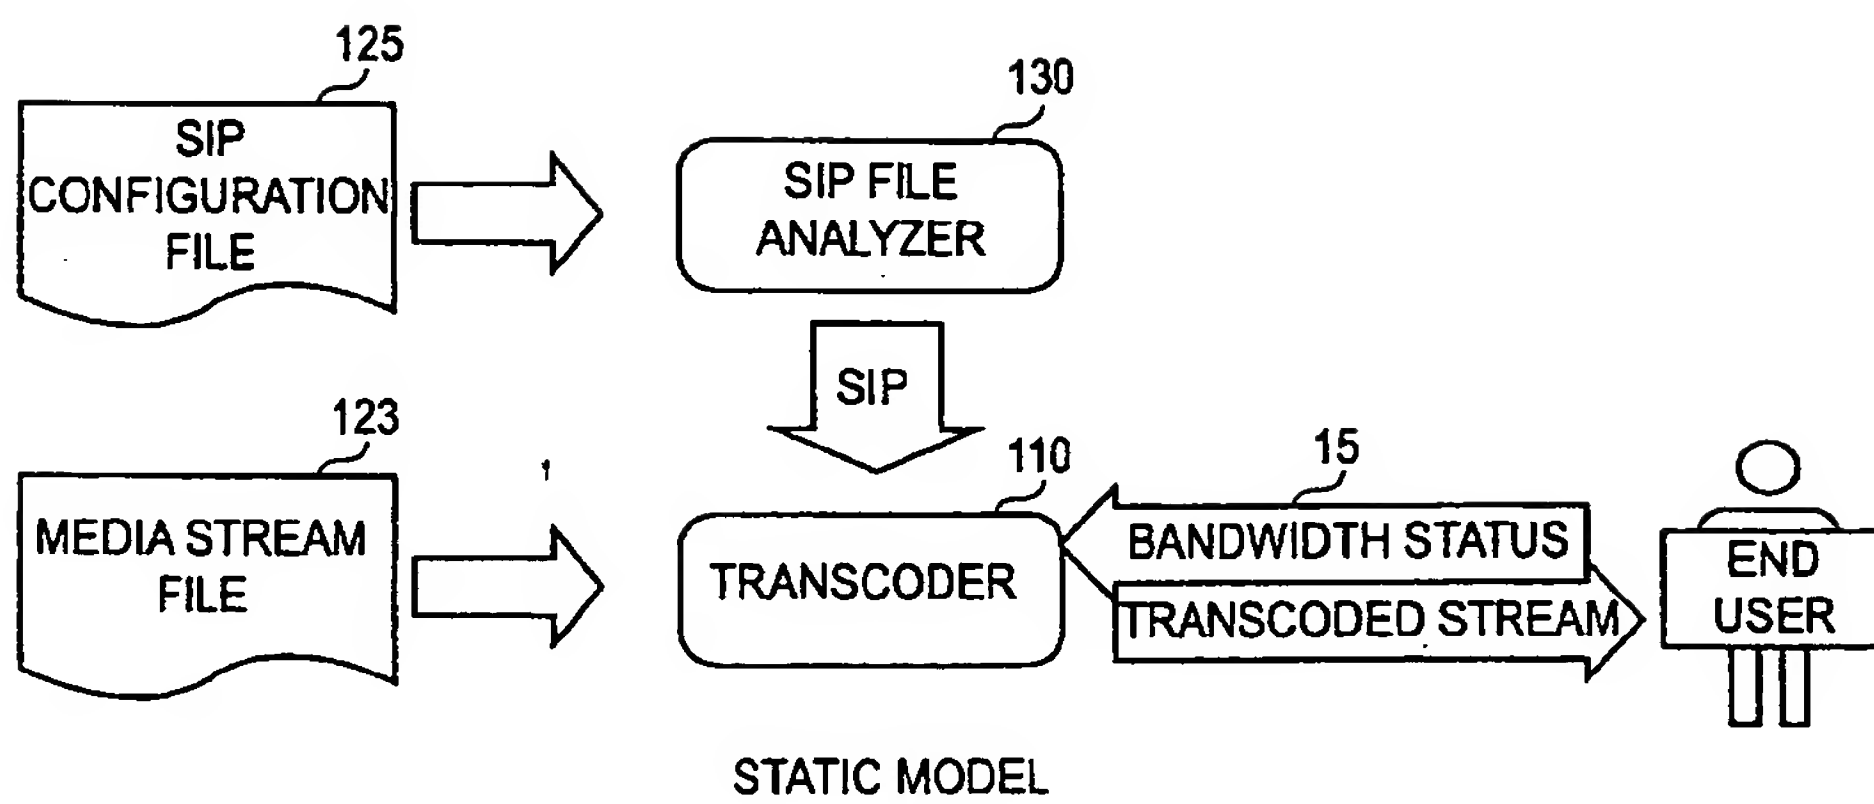 125
SIP
CONFIGURATION
FILE
130
SIP FILE
ANALYZER
SIP
123
MEDIA STREAM
FILE
110
TRANSCODER
15
BANDWIDTH STATUS
TRANSCODED STREAM
END
USER
STATIC MODEL